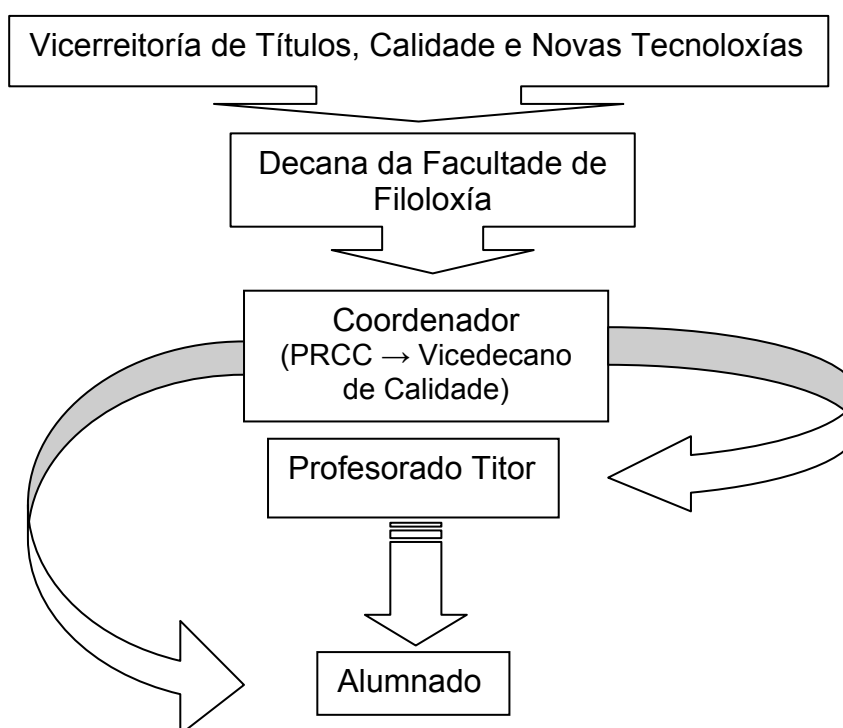 Vicerreitoría de Títulos, Calidade e Novas Tecnoloxías
Decana da Facultade de
Filoloxía
Coordenador
(PRCC → Vicedecano
de Calidade)
Profesorado Titor
Alumnado